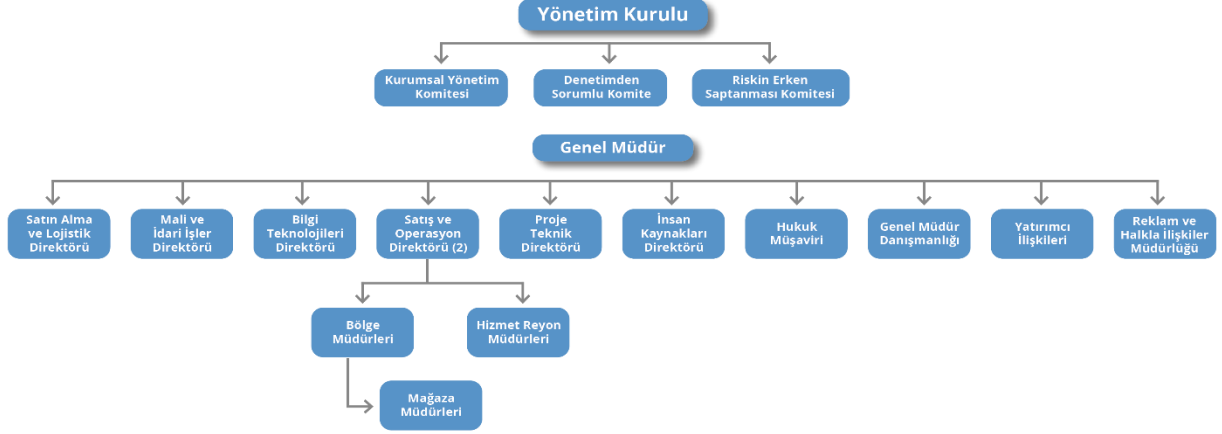 Yönetim Kurulu
Kurumsal Yönetim
Komitesi
Denetimden
Sorumlu Komite
Riskin Erken
Saptanması Komitesi
Genel Müdür
Satın Alma
ve Lojistik
Direktörü
Mali ve
İdari İşler
Direktörü
Bilgi
Teknolojileri
Direktörü
Satış ve
Operasyon
Direktörü (2)
Proje
Teknik
Direktörü
İnsan
Kaynakları
Direktörü
Hukuk
Müşaviri
Genel Müdür
Danışmanlığı
Yatırımcı
İlişkileri
Reklam ve
Halkla İlişkiler
Müdürlüğü
Bölge
Müdürleri
Hizmet Reyon
Müdürleri
Mağaza
Müdürleri